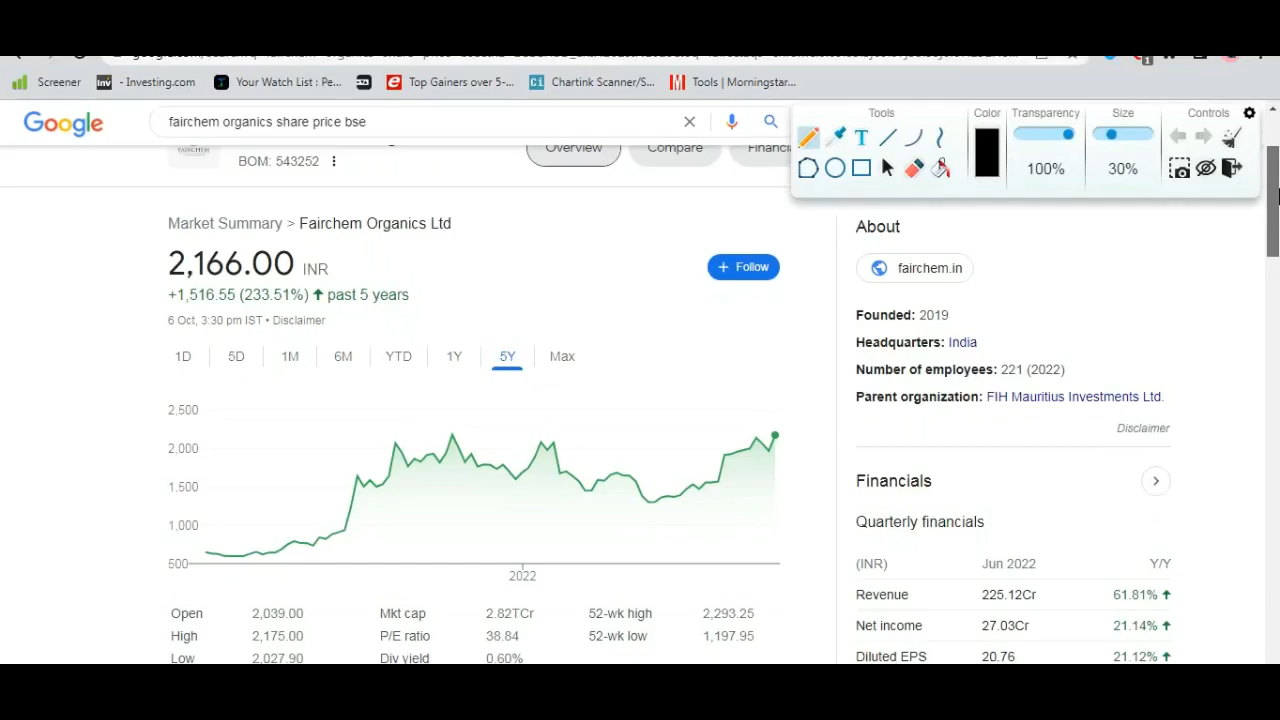 Screener
- Investing.com
Your Watch List : Pe...
Top Gainers over 5-...
Chartink Scanner/S...
Tools | Morningstar...
Google
fairchem organics share price bse
Tools
Color
Transparency
Size
Controls
100%
30%
BOM: 543252
Overview
Compare
Financi
Market Summary > Fairchem Organics Ltd
2,166.00 INR
+ Follow
+1,516.55 (233.51%) past 5 years
6 Oct, 3:30 pm IST • Disclaimer
1D 5D 1M 6M YTD 1Y 5Y Max
2,500
2,000
1,500
1,000
500
2022
Open 2,039.00 Mkt cap 2.82TCr 52-wk high 2,293.25
High 2,175.00 P/E ratio 38.84 52-wk low 1,197.95
Low 2,027.90 Div yield 0.60%
About
fairchem.in
Founded: 2019
Headquarters: India
Number of employees: 221 (2022)
Parent organization: FIH Mauritius Investments Ltd.
Disclaimer
Financials
Quarterly financials
(INR) Jun 2022 Y/Y
Revenue 225.12Cr 61.81%
Net income 27.03Cr 21.14%
Diluted EPS 20.76 21.12%